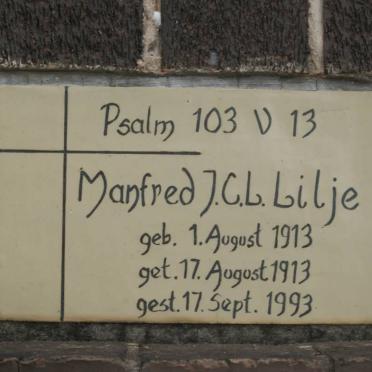 Psalm 103 V 13
Manfred J.C.L. Lilje
geb. 1. August 1913
get. 17. August 1913
gest. 17. Sept. 1993